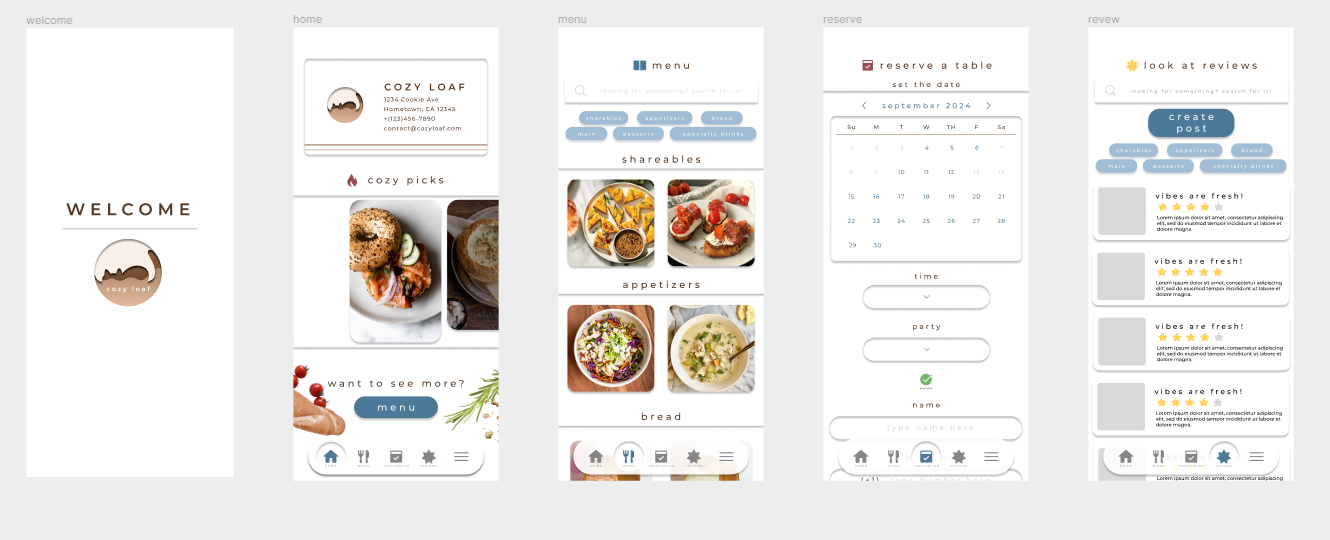 welcome
WELCOME
cozy loaf
home
COZY LOAF
1234 Cookie Ave
Hometown, CA 12345
+(123)456-7890
contact@cozyloaf.com
cozy picks
want to see more?
menu
home
menu
reservation
reviews
menu
menu
looking for something? search for it!
sharables
appetizers
bread
main
desserts
specialty drinks
shareables
appetizers
bread
home
menu
reservation
reviews
reserve
reserve a table
set the date
september 2024
Su M T W TH F Sa
1 2 3 4 5 6 7
8 9 10 11 12 13 14
15 16 17 18 19 20 21
22 23 24 25 26 27 28
29 30
time
party
name
type name here
(+1) type number here
home
menu
reservation
reviews
revew
look at reviews
looking for something? search for it!
create
post
sharables
appetizers
bread
main
desserts
specialty drinks
vibes are fresh!
Lorem ipsum dolor sit amet, consectetur adipiscing
elit, sed do eiusmod tempor incididunt ut labore et
dolore magna.
vibes are fresh!
Lorem ipsum dolor sit amet, consectetur adipiscing
elit, sed do eiusmod tempor incididunt ut labore et
dolore magna.
vibes are fresh!
Lorem ipsum dolor sit amet, consectetur adipiscing
elit, sed do eiusmod tempor incididunt ut labore et
dolore magna.
vibes are fresh!
Lorem ipsum dolor sit amet, consectetur adipiscing
elit, sed do eiusmod tempor incididunt ut labore et
dolore magna.
home
menu
reservation
reviews